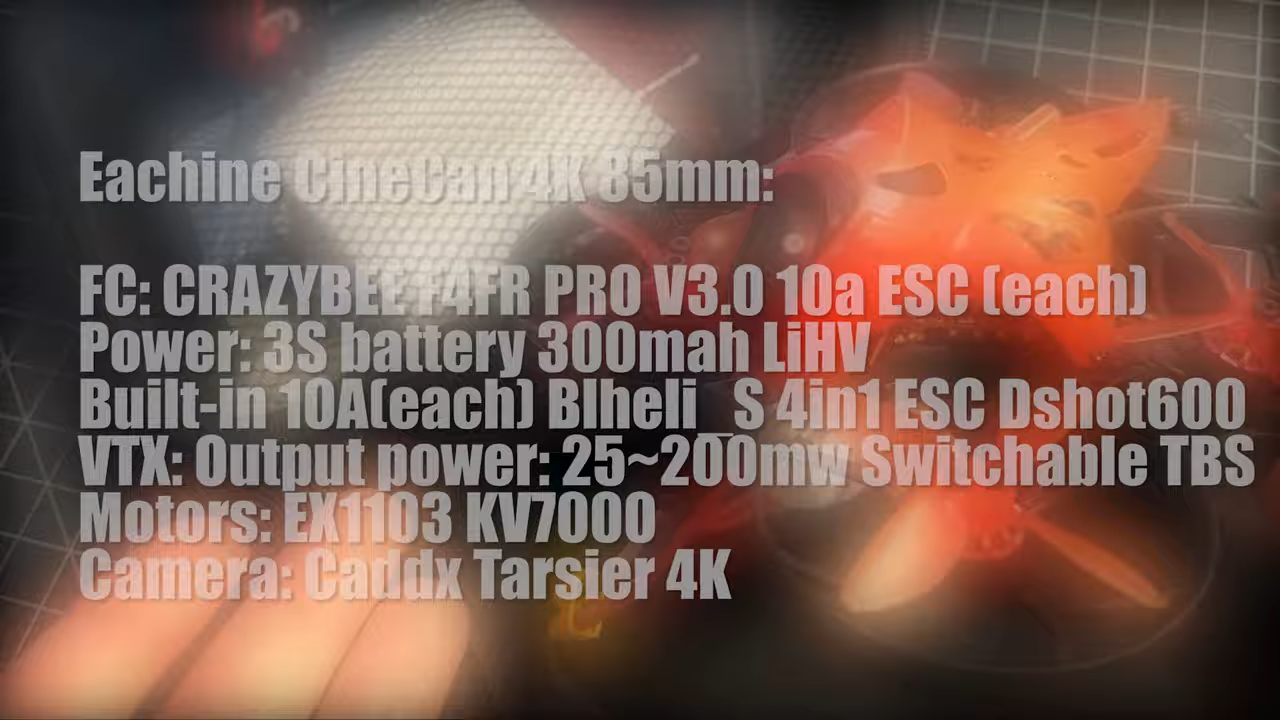 Eachine CineCan 4K 85mm:
FC: CRAZYBEE F4FR PRO V3.0 10a ESC (each)
Power: 3S battery 300mah LiHV
Built-in 10A(each) Blheli_S 4in1 ESC Dshot600
VTX: Output power: 25~200mw Switchable TBS
Motors: EX1103 KV7000
Camera: Caddx Tarsier 4K